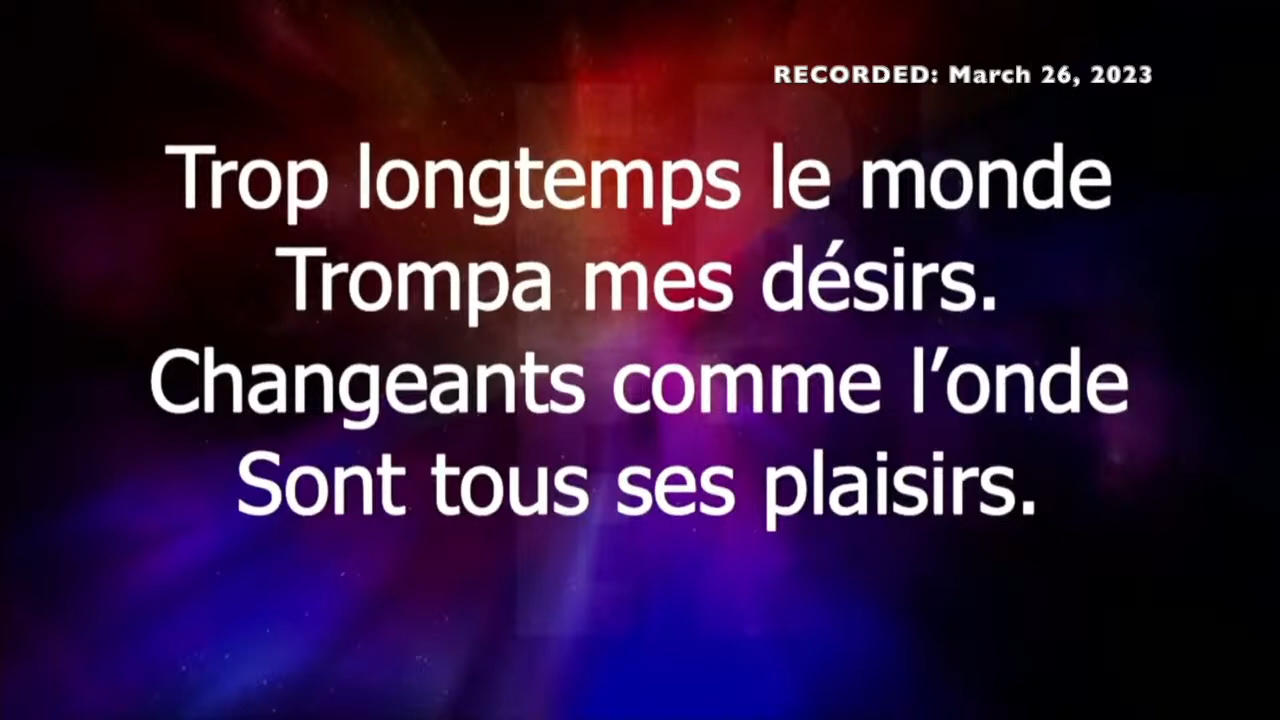 RECORDED: March 26, 2023
Trop longtemps le monde
Trompa mes désirs.
Changeants comme l’onde
Sont tous ses plaisirs.